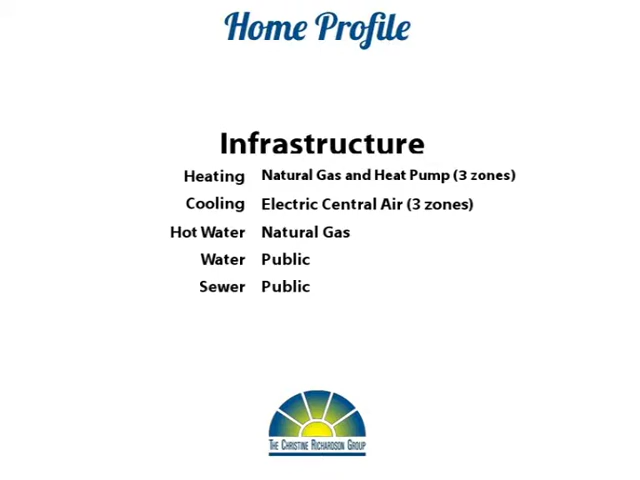 Home Profile
Infrastructure
Heating Natural Gas and Heat Pump (3 zones)
Cooling Electric Central Air (3 zones)
Hot Water Natural Gas
Water Public
Sewer Public
The Christine Richardson Group